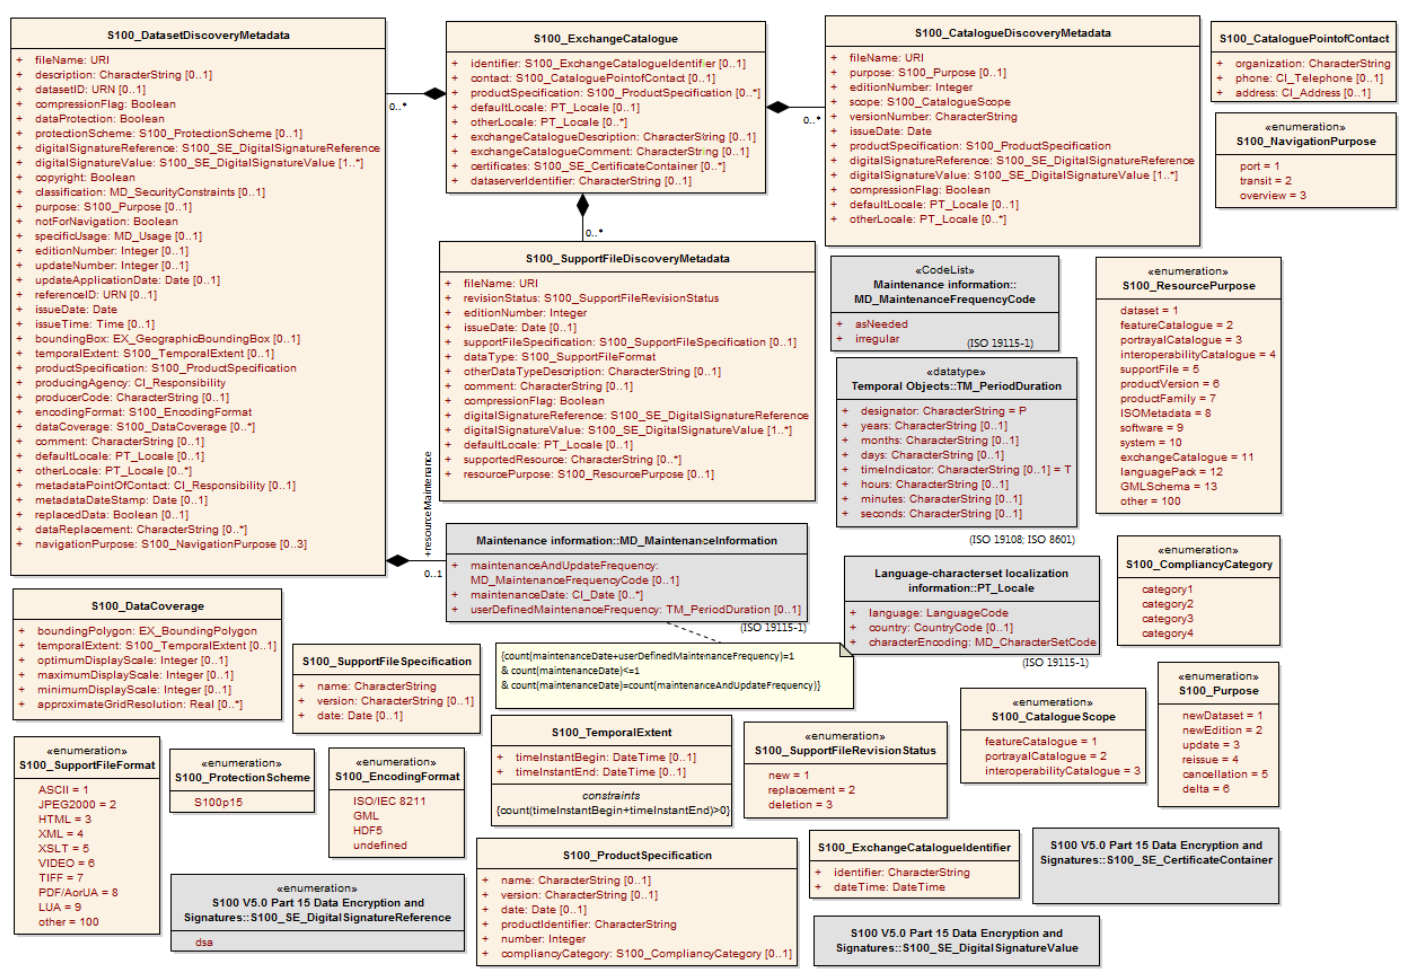 S100_DatasetDiscoveryMetadata
+ fileName: URI
+ description: CharacterString [0..1]
+ datasetID: URN [0..1]
+ compressionFlag: Boolean
+ dataProtection: Boolean
+ protectionScheme: S100_ProtectionScheme [0..1]
+ digitalSignatureReference: S100_SE_DigitalSignatureReference
+ digitalSignatureValue: S100_SE_DigitalSignatureValue [1..*]
+ copyright: Boolean
+ classification: MD_SecurityConstraints [0..1]
+ purpose: S100_Purpose [0..1]
+ notForNavigation: Boolean
+ specificUsage: MD_Usage [0..1]
+ editionNumber: Integer [0..1]
+ updateNumber: Integer [0..1]
+ updateApplicationDate: Date [0..1]
+ referenceID: URN [0..1]
+ issueDate: Date
+ issueTime: Time [0..1]
+ boundingBox: EX_GeographicBoundingBox [0..1]
+ temporalExtent: S100_TemporalExtent [0..1]
+ productSpecification: S100_ProductSpecification
+ producingAgency: CI_Responsibility
+ producerCode: CharacterString [0..1]
+ encodingFormat: S100_EncodingFormat
+ dataCoverage: S100_DataCoverage [0..*]
+ comment: CharacterString [0..1]
+ defaultLocale: PT_Locale [0..1]
+ otherLocale: PT_Locale [0..*]
+ metadataPointOfContact: CI_Responsibility [0..1]
+ metadataDateStamp: Date [0..1]
+ replacedData: Boolean [0..1]
+ dataReplacement: CharacterString [0..*]
+ navigationPurpose: S100_NavigationPurpose [0..3]
0..*
S100_ExchangeCatalogue
+ identifier: S100_ExchangeCatalogueIdentifier [0..1]
+ contact: S100_CataloguePointofContact [0..1]
+ productSpecification: S100_ProductSpecification [0..*]
+ defaultLocale: PT_Locale [0..1]
+ otherLocale: PT_Locale [0..*]
+ exchangeCatalogueDescription: CharacterString [0..1]
+ exchangeCatalogueComment: CharacterString [0..1]
+ certificates: S100_SE_CertificateContainer [0..*]
+ dataserverIdentifier: CharacterString [0..1]
0..*
0..*
S100_CatalogueDiscoveryMetadata
+ fileName: URI
+ purpose: S100_Purpose [0..1]
+ editionNumber: Integer
+ scope: S100_CatalogueScope
+ versionNumber: CharacterString
+ issueDate: Date
+ productSpecification: S100_ProductSpecification
+ digitalSignatureReference: S100_SE_DigitalSignatureReference
+ digitalSignatureValue: S100_SE_DigitalSignatureValue [1..*]
+ compressionFlag: Boolean
+ defaultLocale: PT_Locale [0..1]
+ otherLocale: PT_Locale [0..*]
S100_CataloguePointofContact
+ organization: CharacterString
+ phone: CI_Telephone [0..1]
+ address: CI_Address [0..1]
«enumeration»
S100_NavigationPurpose
port = 1
transit = 2
overview = 3
S100_SupportFileDiscoveryMetadata
+ fileName: URI
+ revisionStatus: S100_SupportFileRevisionStatus
+ editionNumber: Integer
+ issueDate: Date [0..1]
+ supportFileSpecification: S100_SupportFileSpecification [0..1]
+ dataType: S100_SupportFileFormat
+ otherDataTypeDescription: CharacterString [0..1]
+ comment: CharacterString [0..1]
+ compressionFlag: Boolean
+ digitalSignatureReference: S100_SE_DigitalSignatureReference
+ digitalSignatureValue: S100_SE_DigitalSignatureValue [1..*]
+ defaultLocale: PT_Locale [0..1]
+ supportedResource: CharacterString [0..*]
+ resourcePurpose: S100_ResourcePurpose [0..1]
«CodeList»
Maintenance information::
MD_MaintenanceFrequencyCode
+ asNeeded
+ irregular
(ISO 19115-1)
«datatype»
Temporal Objects::TM_PeriodDuration
+ designator: CharacterString = P
+ years: CharacterString [0..1]
+ months: CharacterString [0..1]
+ days: CharacterString [0..1]
+ timeIndicator: CharacterString [0..1] = T
+ hours: CharacterString [0..1]
+ minutes: CharacterString [0..1]
+ seconds: CharacterString [0..1]
(ISO 19108; ISO 8601)
«enumeration»
S100_ResourcePurpose
dataset = 1
featureCatalogue = 2
portrayalCatalogue = 3
interoperabilityCatalogue = 4
supportFile = 5
productVersion = 6
productFamily = 7
ISOMetadata = 8
software = 9
system = 10
exchangeCatalogue = 11
languagePack = 12
GMLSchema = 13
other = 100
+resourceMaintenance
0..1
Maintenance information::MD_MaintenanceInformation
+ maintenanceAndUpdateFrequency:
MD_MaintenanceFrequencyCode [0..1]
+ maintenanceDate: CI_Date [0..*]
+ userDefinedMaintenanceFrequency: TM_PeriodDuration [0..1]
(ISO 19115-1)
{count(maintenanceDate+userDefinedMaintenanceFrequency)=1
& count(maintenanceDate)<=1
& count(maintenanceDate)=count(maintenanceAndUpdateFrequency)}
Language-characterset localization
information::PT_Locale
+ language: LanguageCode
+ country: CountryCode [0..1]
+ characterEncoding: MD_CharacterSetCode
(ISO 19115-1)
«enumeration»
S100_CompliancyCategory
category1
category2
category3
category4
S100_DataCoverage
+ boundingPolygon: EX_BoundingPolygon
+ temporalExtent: S100_TemporalExtent [0..1]
+ optimumDisplayScale: Integer [0..1]
+ maximumDisplayScale: Integer [0..1]
+ minimumDisplayScale: Integer [0..1]
+ approximateGridResolution: Real [0..*]
S100_SupportFileSpecification
+ name: CharacterString
+ version: CharacterString [0..1]
+ date: Date [0..1]
S100_TemporalExtent
+ timeInstantBegin: DateTime [0..1]
+ timeInstantEnd: DateTime [0..1]
constraints
{count(timeInstantBegin+timeInstantEnd)>0}
«enumeration»
S100_SupportFileRevisionStatus
new = 1
replacement = 2
deletion = 3
«enumeration»
S100_CatalogueScope
featureCatalogue = 1
portrayalCatalogue = 2
interoperabilityCatalogue = 3
«enumeration»
S100_Purpose
newDataset = 1
newEdition = 2
update = 3
reissue = 4
cancellation = 5
delta = 6
«enumeration»
S100_SupportFileFormat
ASCII = 1
JPEG2000 = 2
HTML = 3
XML = 4
XSLT = 5
VIDEO = 6
TIFF = 7
PDF/AorUA = 8
LUA = 9
other = 100
«enumeration»
S100_ProtectionScheme
S100p15
«enumeration»
S100_EncodingFormat
ISO/IEC 8211
GML
HDF5
undefined
«enumeration»
S100 V5.0 Part 15 Data Encryption and
Signatures::S100_SE_DigitalSignatureReference
dsa
S100_ProductSpecification
+ name: CharacterString [0..1]
+ version: CharacterString [0..1]
+ date: Date [0..1]
+ productIdentifier: CharacterString
+ number: Integer
+ compliancyCategory: S100_CompliancyCategory [0..1]
S100_ExchangeCatalogueIdentifier
+ identifier: CharacterString
+ dateTime: DateTime
S100 V5.0 Part 15 Data Encryption and
Signatures::S100_SE_CertificateContainer
S100 V5.0 Part 15 Data Encryption and
Signatures::S100_SE_DigitalSignatureValue